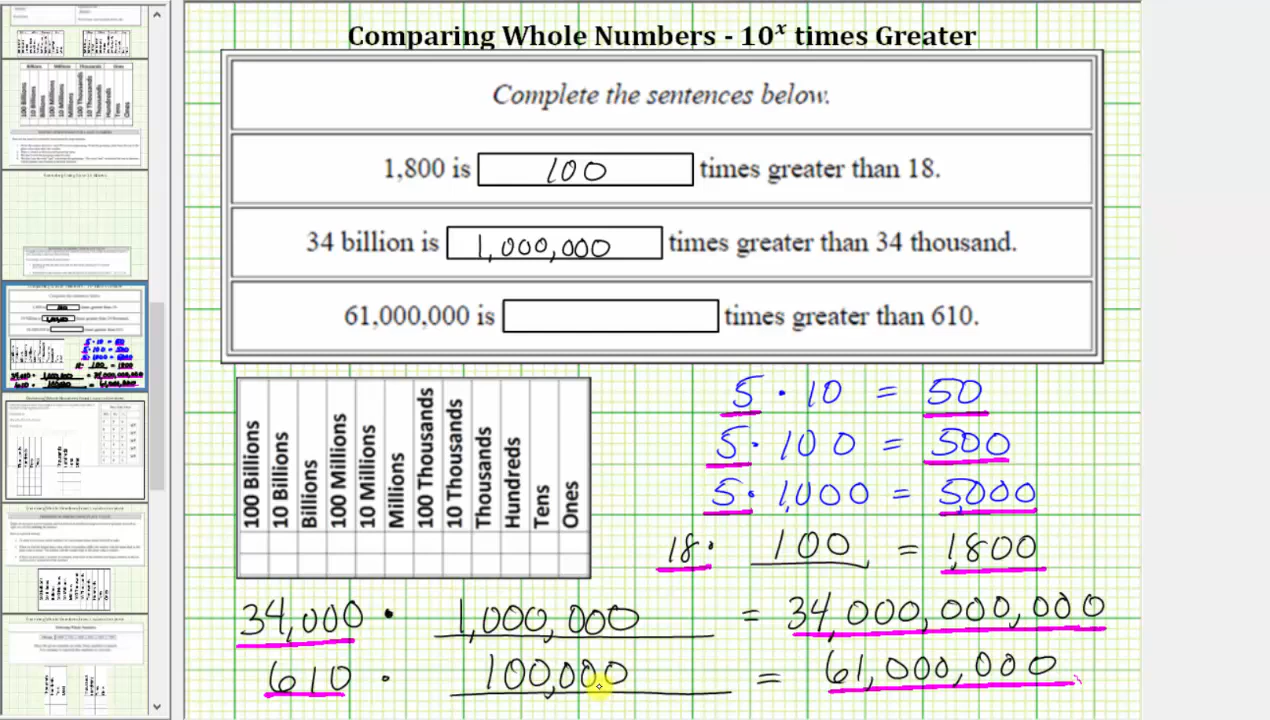 Comparing Whole Numbers - 10ˣ times Greater
Complete the sentences below.
1,800 is 100 times greater than 18.
34 billion is 1,000,000 times greater than 34 thousand.
61,000,000 is times greater than 610.
100 Billions
10 Billions
Billions
100 Millions
10 Millions
Millions
100 Thousands
10 Thousands
Thousands
Hundreds
Tens
Ones
5 · 10 = 50
5 · 100 = 500
5 · 1,000 = 5,000
18 · 100 = 1,800
34,000 · 1,000,000 = 34,000,000,000
610 · 100,000 = 61,000,000